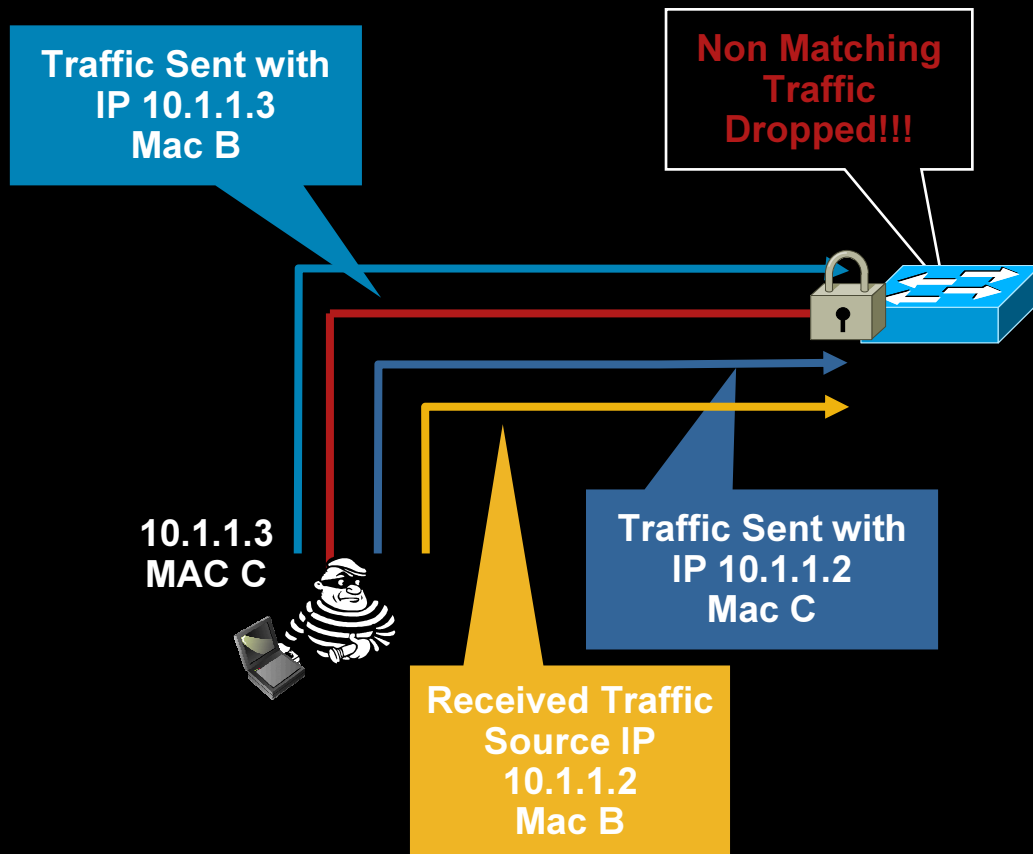 Traffic Sent with
IP 10.1.1.3
Mac B
Non Matching
Traffic
Dropped!!!
10.1.1.3
MAC C
Traffic Sent with
IP 10.1.1.2
Mac C
Received Traffic
Source IP
10.1.1.2
Mac B